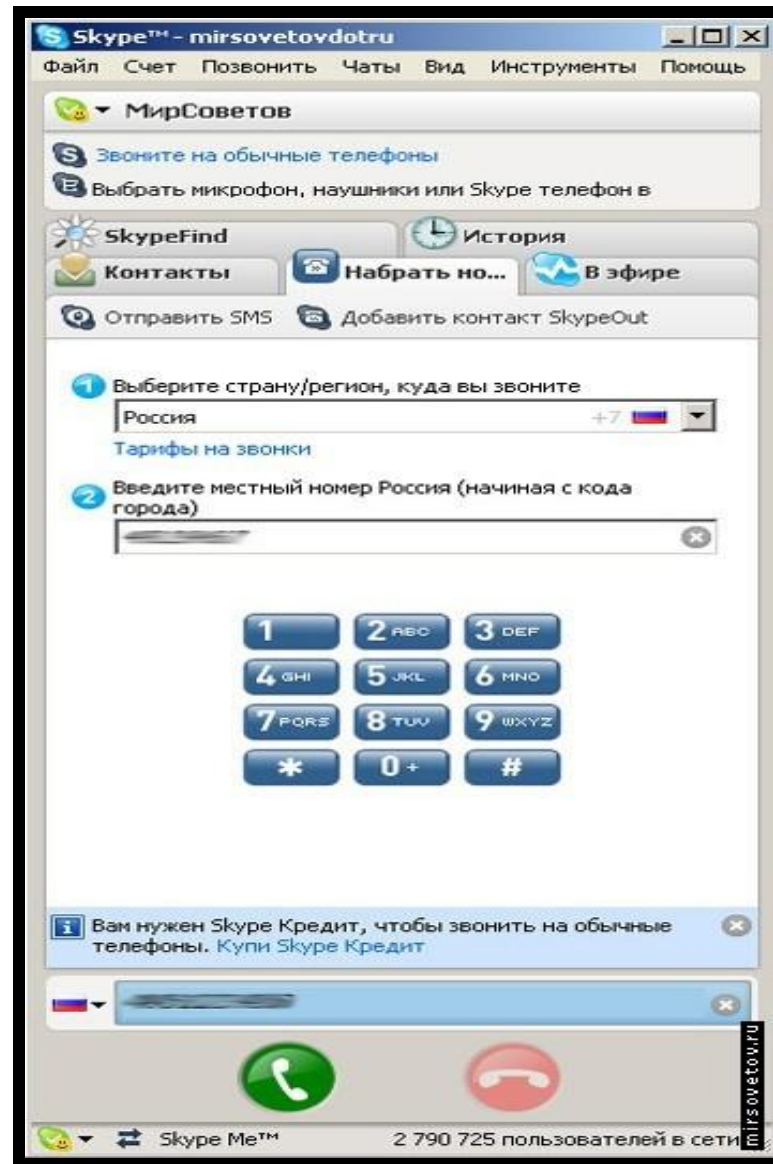 Skype™ - mirsovetovdotru
Файл Счет Позвонить Чаты Вид Инструменты Помощь
МирСоветов
Звоните на обычные телефоны
Выбрать микрофон, наушники или Skype телефон в
SkypeFind История
Контакты Набрать но... В эфире
Отправить SMS Добавить контакт SkypeOut
1 Выберите страну/регион, куда вы звоните
Россия +7
Тарифы на звонки
2 Введите местный номер Россия (начиная с кода
города)
1 2 ABC 3 DEF
4 GHI 5 JKL 6 MNO
7 PQRS 8 TUV 9 WXYZ
* 0 + #
Вам нужен Skype Кредит, чтобы звонить на обычные
телефоны. Купи Skype Кредит
Skype Me™ 2 790 725 пользователей в сети
mirsovetov.ru